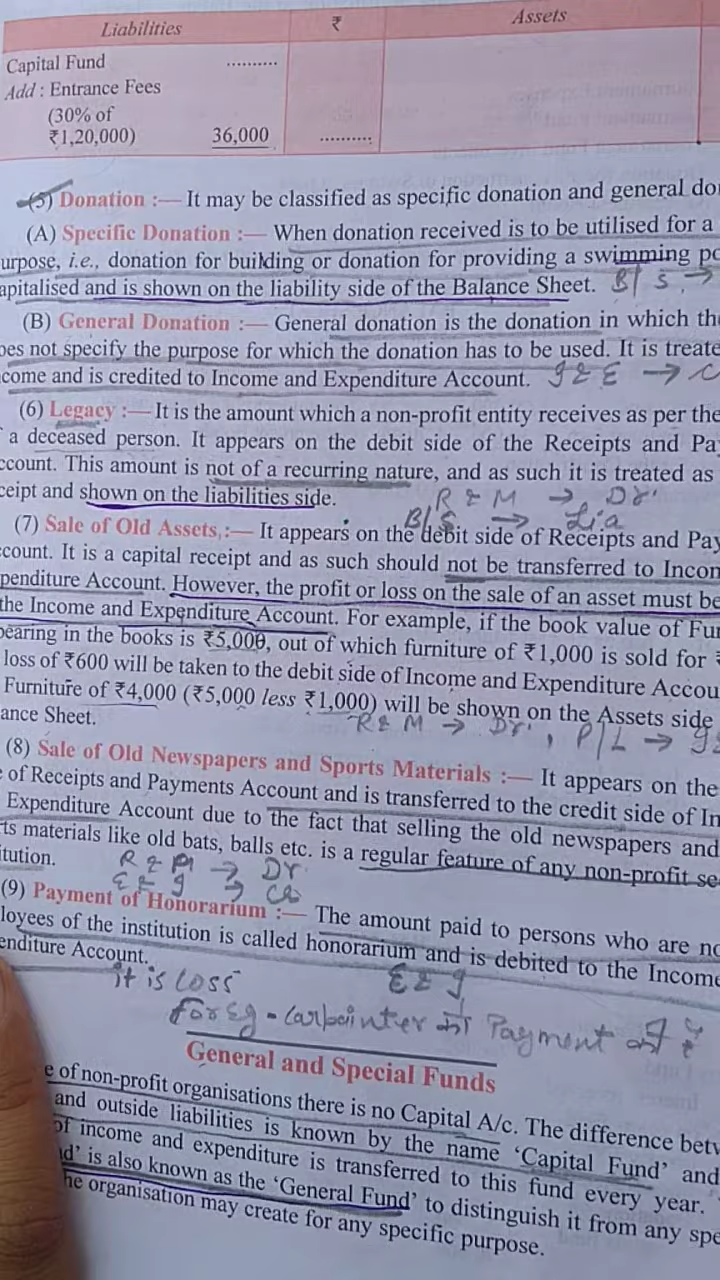 Liabilities ₹ Assets
Capital Fund ..........
Add : Entrance Fees
(30% of
₹1,20,000) 36,000 ..........
(5) Donation :— It may be classified as specific donation and general do
(A) Specific Donation :— When donation received is to be utilised for a
urpose, i.e., donation for building or donation for providing a swimming po
apitalised and is shown on the liability side of the Balance Sheet. B/S →
(B) General Donation :— General donation is the donation in which the
oes not specify the purpose for which the donation has to be used. It is treate
come and is credited to Income and Expenditure Account. I & E → C
(6) Legacy :— It is the amount which a non-profit entity receives as per the
a deceased person. It appears on the debit side of the Receipts and Pay
ccount. This amount is not of a recurring nature, and as such it is treated as
ceipt and shown on the liabilities side. R & M → Dr.
B/S → Lia
(7) Sale of Old Assets :— It appears on the debit side of Receipts and Pay
ccount. It is a capital receipt and as such should not be transferred to Incom
penditure Account. However, the profit or loss on the sale of an asset must be
the Income and Expenditure Account. For example, if the book value of Fur
pearing in the books is ₹5,000, out of which furniture of ₹1,000 is sold for ₹
loss of ₹600 will be taken to the debit side of Income and Expenditure Accou
Furniture of ₹4,000 (₹5,000 less ₹1,000) will be shown on the Assets side
ance Sheet. R & M → Dr., P/L →
(8) Sale of Old Newspapers and Sports Materials :— It appears on the
of Receipts and Payments Account and is transferred to the credit side of In
Expenditure Account due to the fact that selling the old newspapers and
rts materials like old bats, balls etc. is a regular feature of any non-profit se
itution. R & M → Dr
E & I → Cr
(9) Payment of Honorarium :— The amount paid to persons who are no
loyees of the institution is called honorarium and is debited to the Income
enditure Account.
it is loss E & I
For Eg - Carbainter का Payment
General and Special Funds
e of non-profit organisations there is no Capital A/c. The difference betw
and outside liabilities is known by the name 'Capital Fund' and
of income and expenditure is transferred to this fund every year.
nd' is also known as the 'General Fund' to distinguish it from any spe
he organisation may create for any specific purpose.